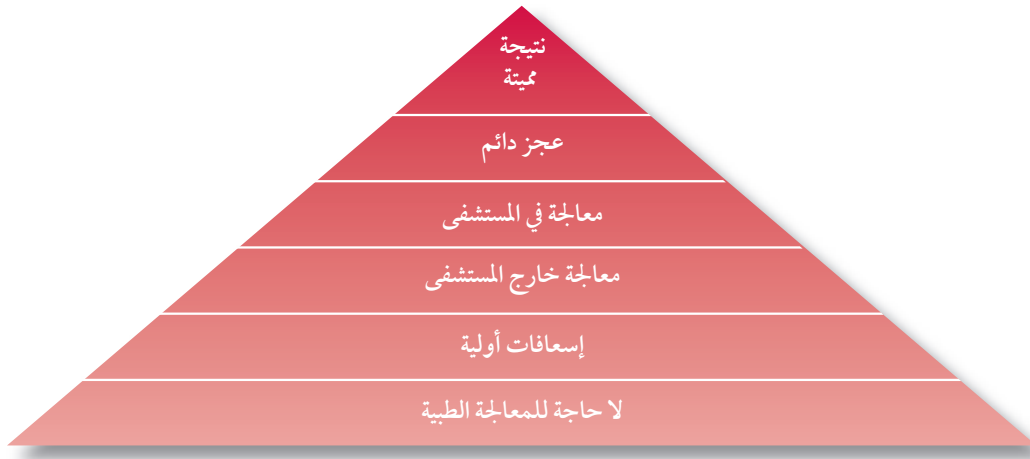 نتيجة
مميتة
عجز دائم
معالجة في المستشفى
معالجة خارج المستشفى
إسعافات أولية
لا حاجة للمعالجة الطبية